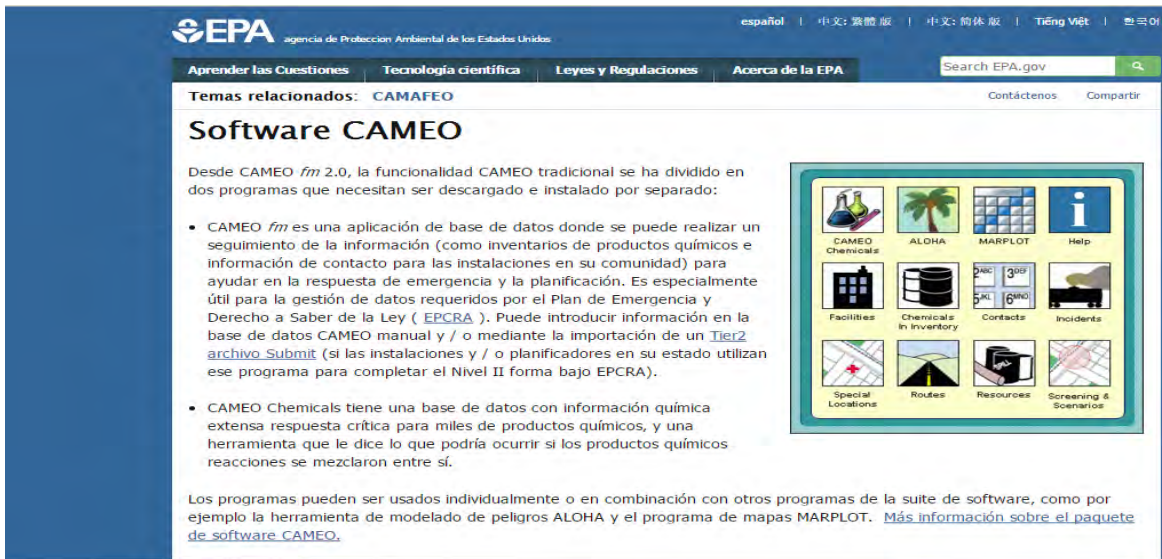 español | 中文: 繁體版 | 中文: 简体版 | Tiếng Việt | 한국어
EPA agencia de Proteccion Ambiental de los Estados Unidos
Aprender las Cuestiones Tecnología científica Leyes y Regulaciones Acerca de la EPA Search EPA.gov
Temas relacionados: CAMAFEO Contáctenos Compartir
Software CAMEO
Desde CAMEO fm 2.0, la funcionalidad CAMEO tradicional se ha dividido en
dos programas que necesitan ser descargado e instalado por separado:
• CAMEO fm es una aplicación de base de datos donde se puede realizar un
seguimiento de la información (como inventarios de productos químicos e
información de contacto para las instalaciones en su comunidad) para
ayudar en la respuesta de emergencia y la planificación. Es especialmente
útil para la gestión de datos requeridos por el Plan de Emergencia y
Derecho a Saber de la Ley ( EPCRA ). Puede introducir información en la
base de datos CAMEO manual y / o mediante la importación de un Tier2
archivo Submit (si las instalaciones y / o planificadores en su estado utilizan
ese programa para completar el Nivel II forma bajo EPCRA).
• CAMEO Chemicals tiene una base de datos con información química
extensa respuesta crítica para miles de productos químicos, y una
herramienta que le dice lo que podría ocurrir si los productos químicos
reacciones se mezclaron entre sí.
CAMEO Chemicals
ALOHA
MARPLOT
Help
Facilities
Chemicals In Inventory
2ABC 3DEF
5JKL 6MNO
Contacts
Incidents
Special Locations
Routes
Resources
Screening & Scenarios
Los programas pueden ser usados individualmente o en combinación con otros programas de la suite de software, como por
ejemplo la herramienta de modelado de peligros ALOHA y el programa de mapas MARPLOT. Más información sobre el paquete
de software CAMEO.